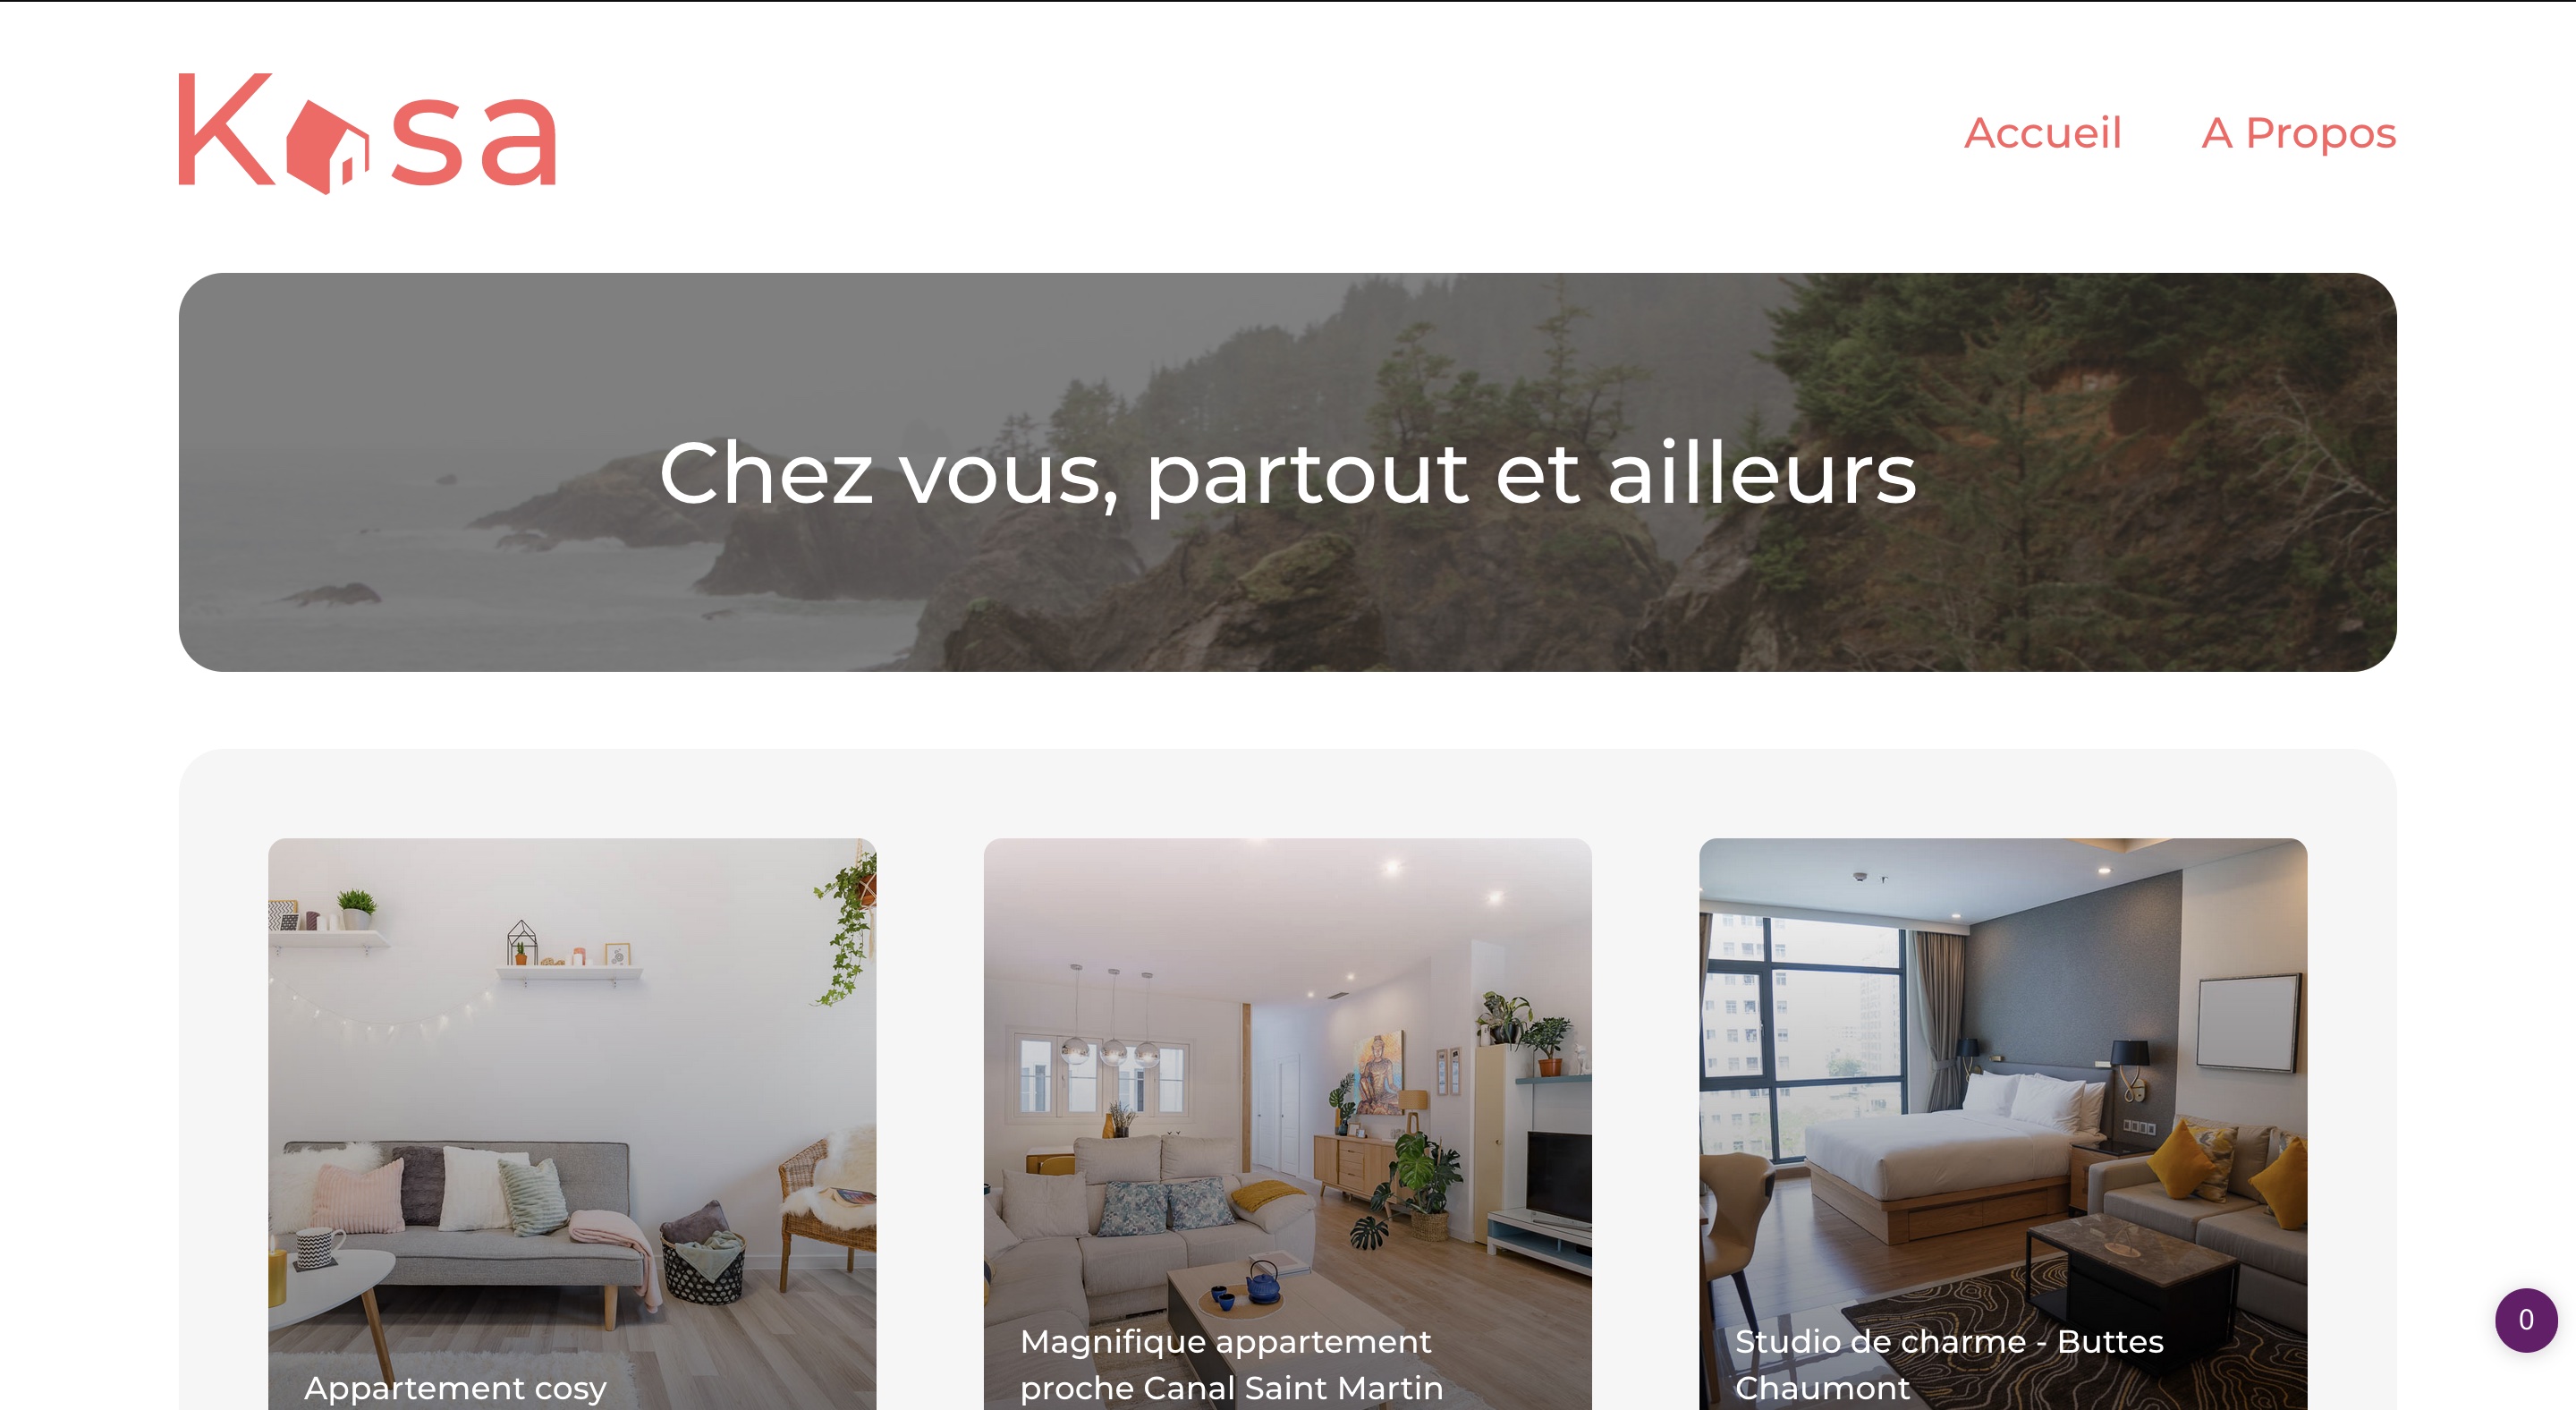 Kasa
Accueil A Propos
Chez vous, partout et ailleurs
Appartement cosy
Magnifique appartement
proche Canal Saint Martin
Studio de charme - Buttes
Chaumont
0